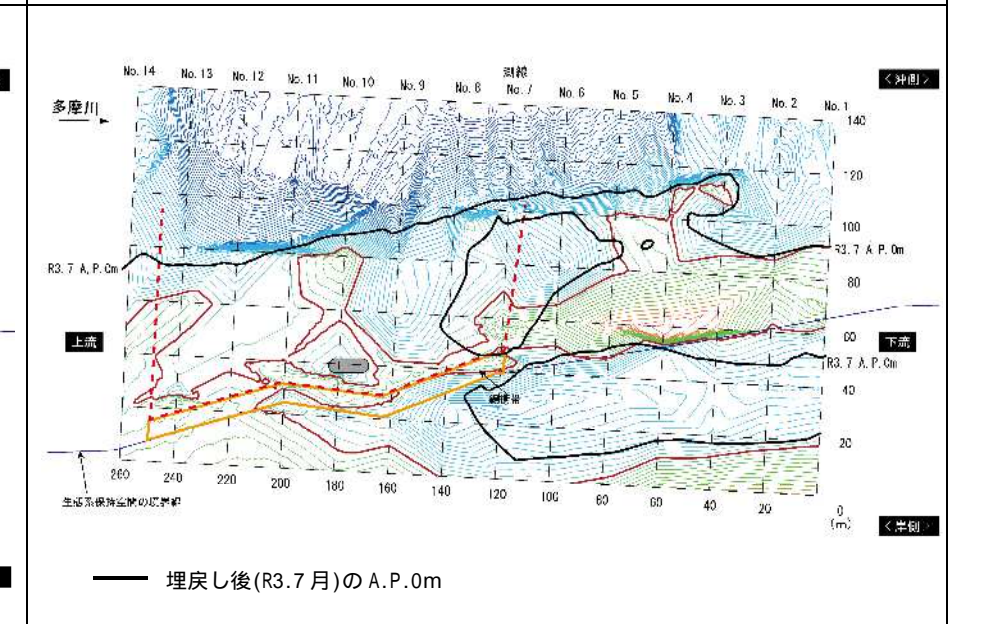 No. 14 No. 13 No. 12 No. 11 No. 10 No. 9 No. 8 No. 7 No. 6 No. 5 No. 4 No. 3 No. 2 No. 1
測線
<沖側>
多摩川
140
120
100
R3.7 A.P.0m
R3.7 A.P.0m
80
60
上流
下流
R3.7 A.P.0m
40
20
260 240 220 200 180 160 140 120 100 80 60 40 20 0
(m)
生態系保持空間の境界線
<岸側>
埋戻し後(R3.7月)の A.P.0m